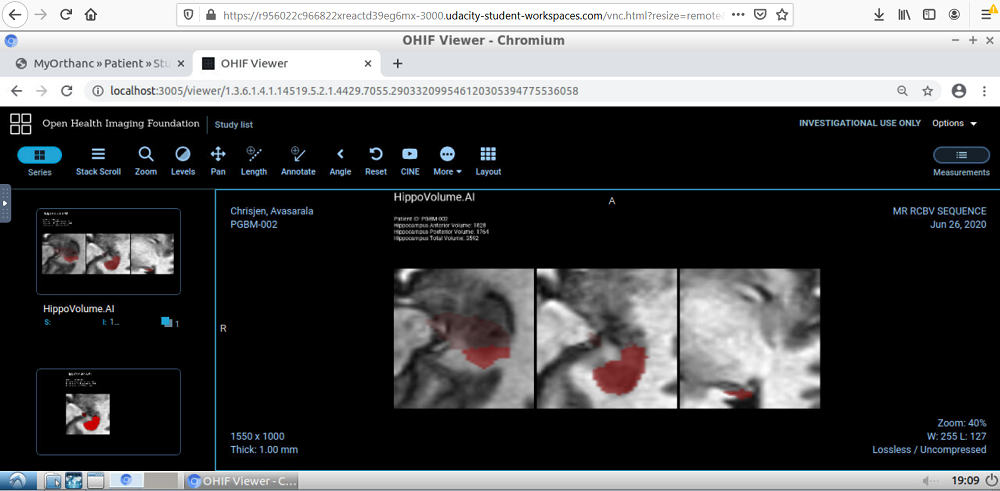 https://r956022c966822xreactd39eg6mx-3000.udacity-student-workspaces.com/vnc.html?resize=remote
OHIF Viewer - Chromium
MyOrthanc » Patient » Stu
OHIF Viewer
localhost:3005/viewer/1.3.6.1.4.1.14519.5.2.1.4429.7055.290332099546120305394775536058
Open Health Imaging Foundation
Study list
INVESTIGATIONAL USE ONLY
Options
Series
Stack Scroll
Zoom
Levels
Pan
Length
Annotate
Angle
Reset
CINE
More
Layout
Measurements
HippoVolume.AI
A
Chrisjen, Avasarala
PGBM-002
Patient ID: PGBM-002
Hippocampus Anterior Volume: 1828
Hippocampus Posterior Volume: 1764
Hippocampus Total Volume: 3592
MR RCBV SEQUENCE
Jun 26, 2020
HippoVolume.AI
S:
I: 1...
1
R
1550 x 1000
Thick: 1.00 mm
Zoom: 40%
W: 255 L: 127
Lossless / Uncompressed
OHIF Viewer - C...
19:09